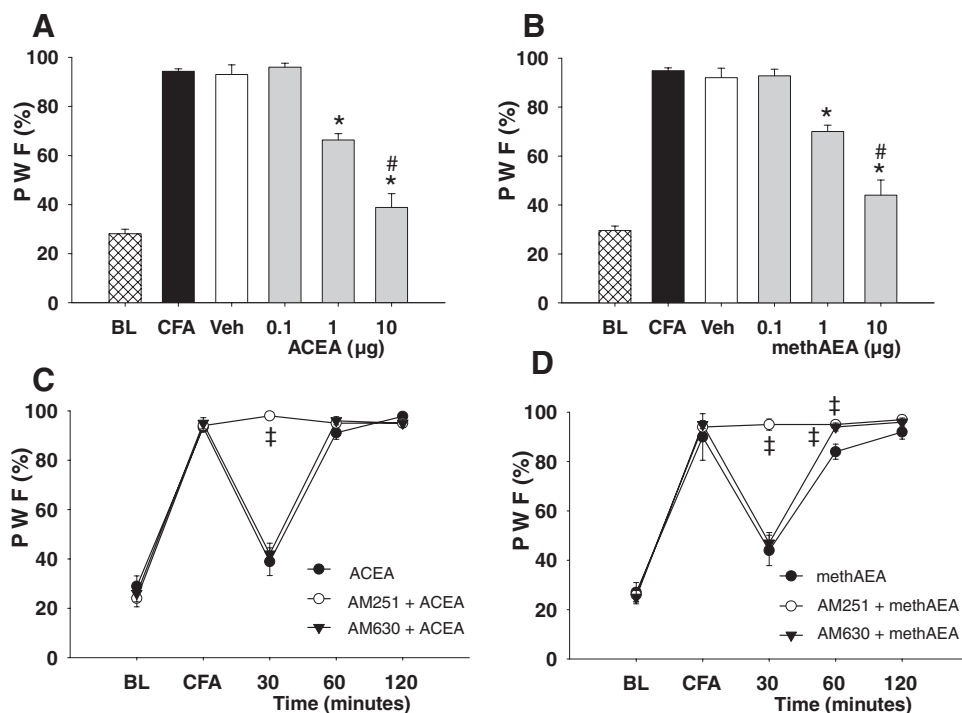 A
B
100
80
60
40
20
0
P W F (%)
*
#
*
BL CFA Veh 0.1 1 10
ACEA (µg)
100
80
60
40
20
0
P W F (%)
*
#
*
BL CFA Veh 0.1 1 10
methAEA (µg)
C
D
100
80
60
40
20
0
P W F (%)
‡
ACEA
AM251 + ACEA
AM630 + ACEA
BL CFA 30 60 120
Time (minutes)
100
80
60
40
20
0
P W F (%)
‡
‡ ‡
methAEA
AM251 + methAEA
AM630 + methAEA
BL CFA 30 60 120
Time (minutes)